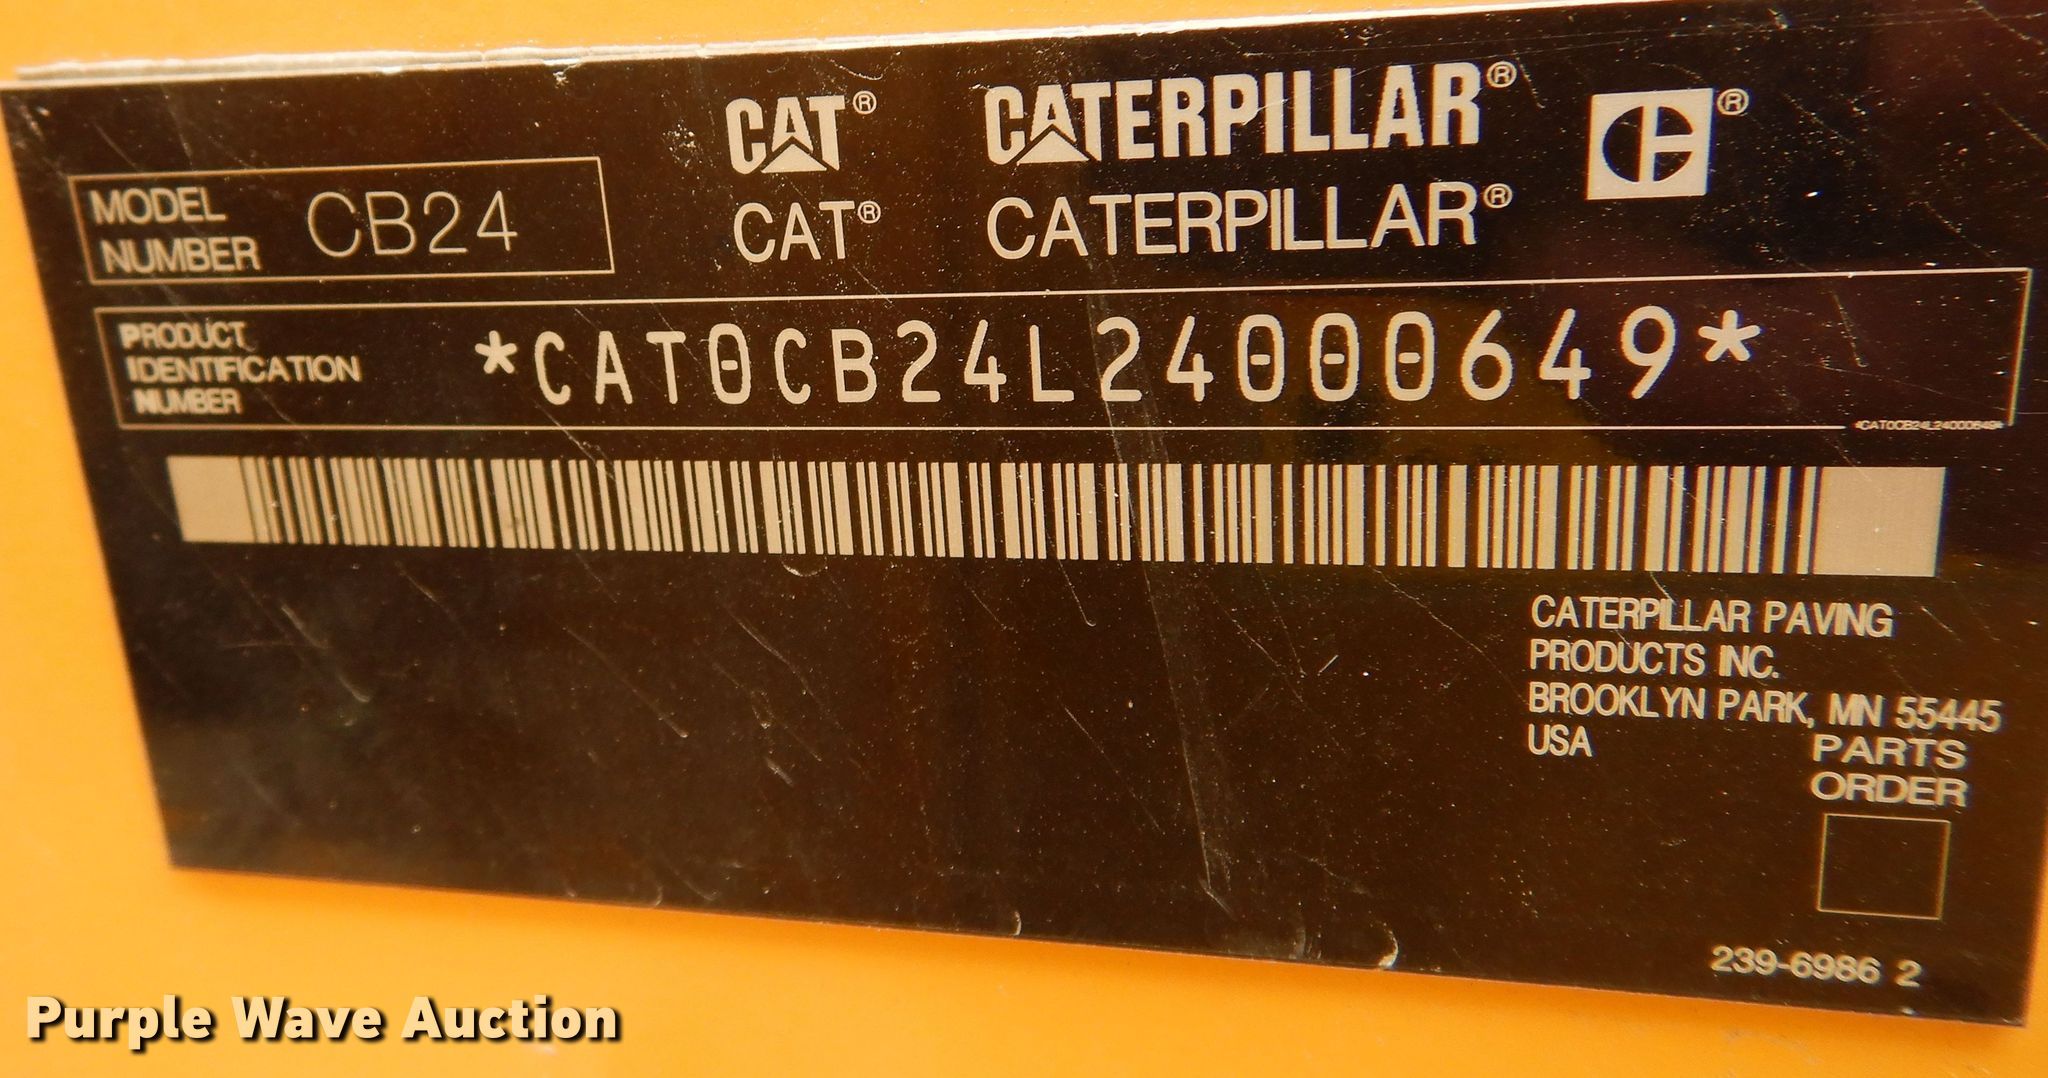 CAT® CATERPILLAR® ®
MODEL NUMBER CB24
CAT® CATERPILLAR®
PRODUCT IDENTIFICATION NUMBER *CAT0CB24L24000649*
*CAT0CB24L24000649*
CATERPILLAR PAVING
PRODUCTS INC.
BROOKLYN PARK, MN 55445
USA
PARTS
ORDER
239-6986 2
Purple Wave Auction